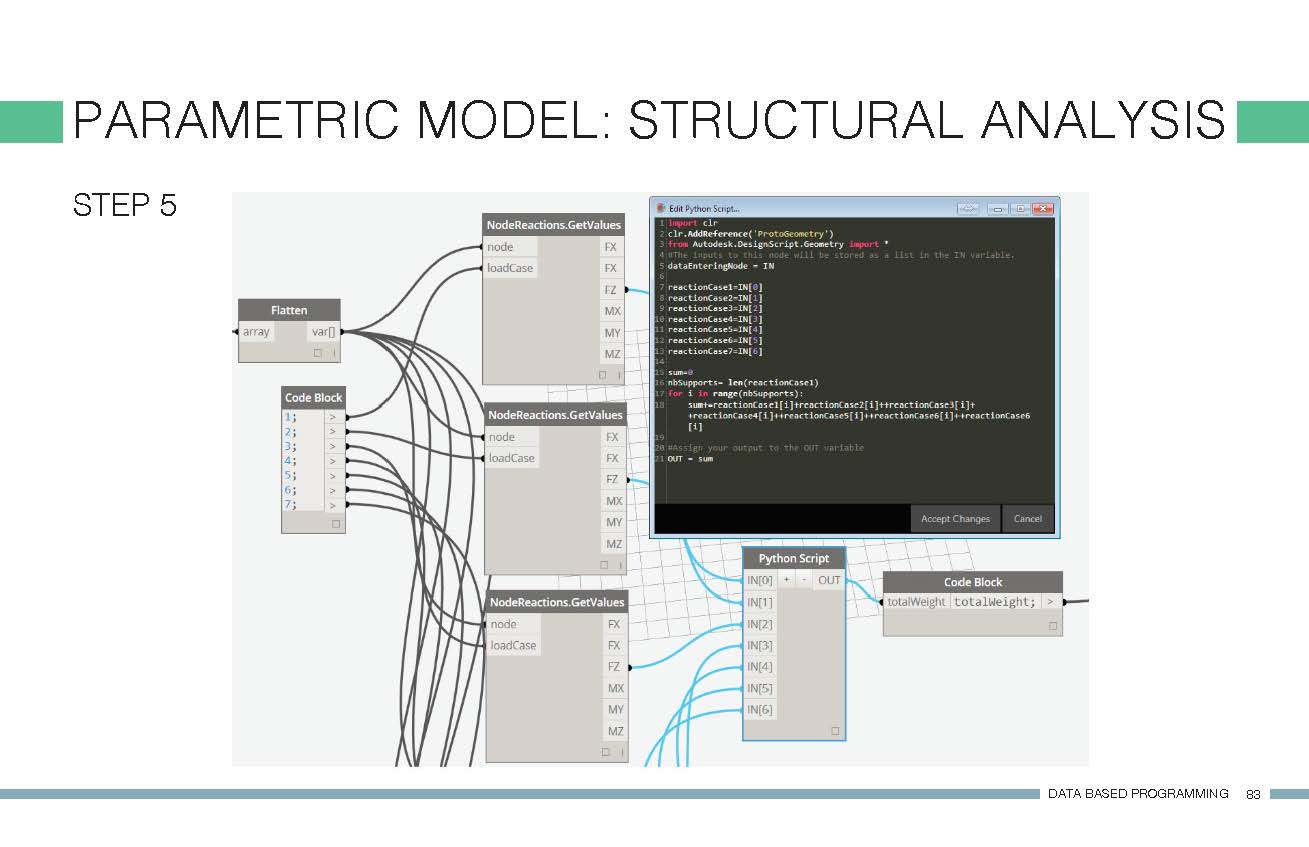 PARAMETRIC MODEL: STRUCTURAL ANALYSIS
STEP 5
Flatten
array var[]
Code Block
1; >
2; >
3; >
4; >
5; >
6; >
7; >
NodeReactions.GetValues
node FX
loadCase FX
FZ
MX
MY
MZ
NodeReactions.GetValues
node FX
loadCase FX
FZ
MX
MY
MZ
NodeReactions.GetValues
node FX
loadCase FX
FZ
MX
MY
MZ
Edit Python Script...
1 import clr
2 clr.AddReference('ProtoGeometry')
3 from Autodesk.DesignScript.Geometry import *
4 #The inputs to this node will be stored as a list in the IN variable.
5 dataEnteringNode = IN
6
7 reactionCase1=IN[0]
8 reactionCase2=IN[1]
9 reactionCase3=IN[2]
10 reactionCase4=IN[3]
11 reactionCase5=IN[4]
12 reactionCase6=IN[5]
13 reactionCase7=IN[6]
14
15 sum=0
16 nbSupports= len(reactionCase1)
17 for i in range(nbSupports):
18 sum+=reactionCase1[i]+reactionCase2[i]++reactionCase3[i]+
+reactionCase4[i]++reactionCase5[i]++reactionCase6[i]++reactionCase6
[i]
19
20 #Assign your output to the OUT variable
21 OUT = sum
Accept Changes Cancel
Python Script
IN[0] + - OUT
IN[1]
IN[2]
IN[3]
IN[4]
IN[5]
IN[6]
Code Block
totalWeight totalWeight; >
DATA BASED PROGRAMMING 83